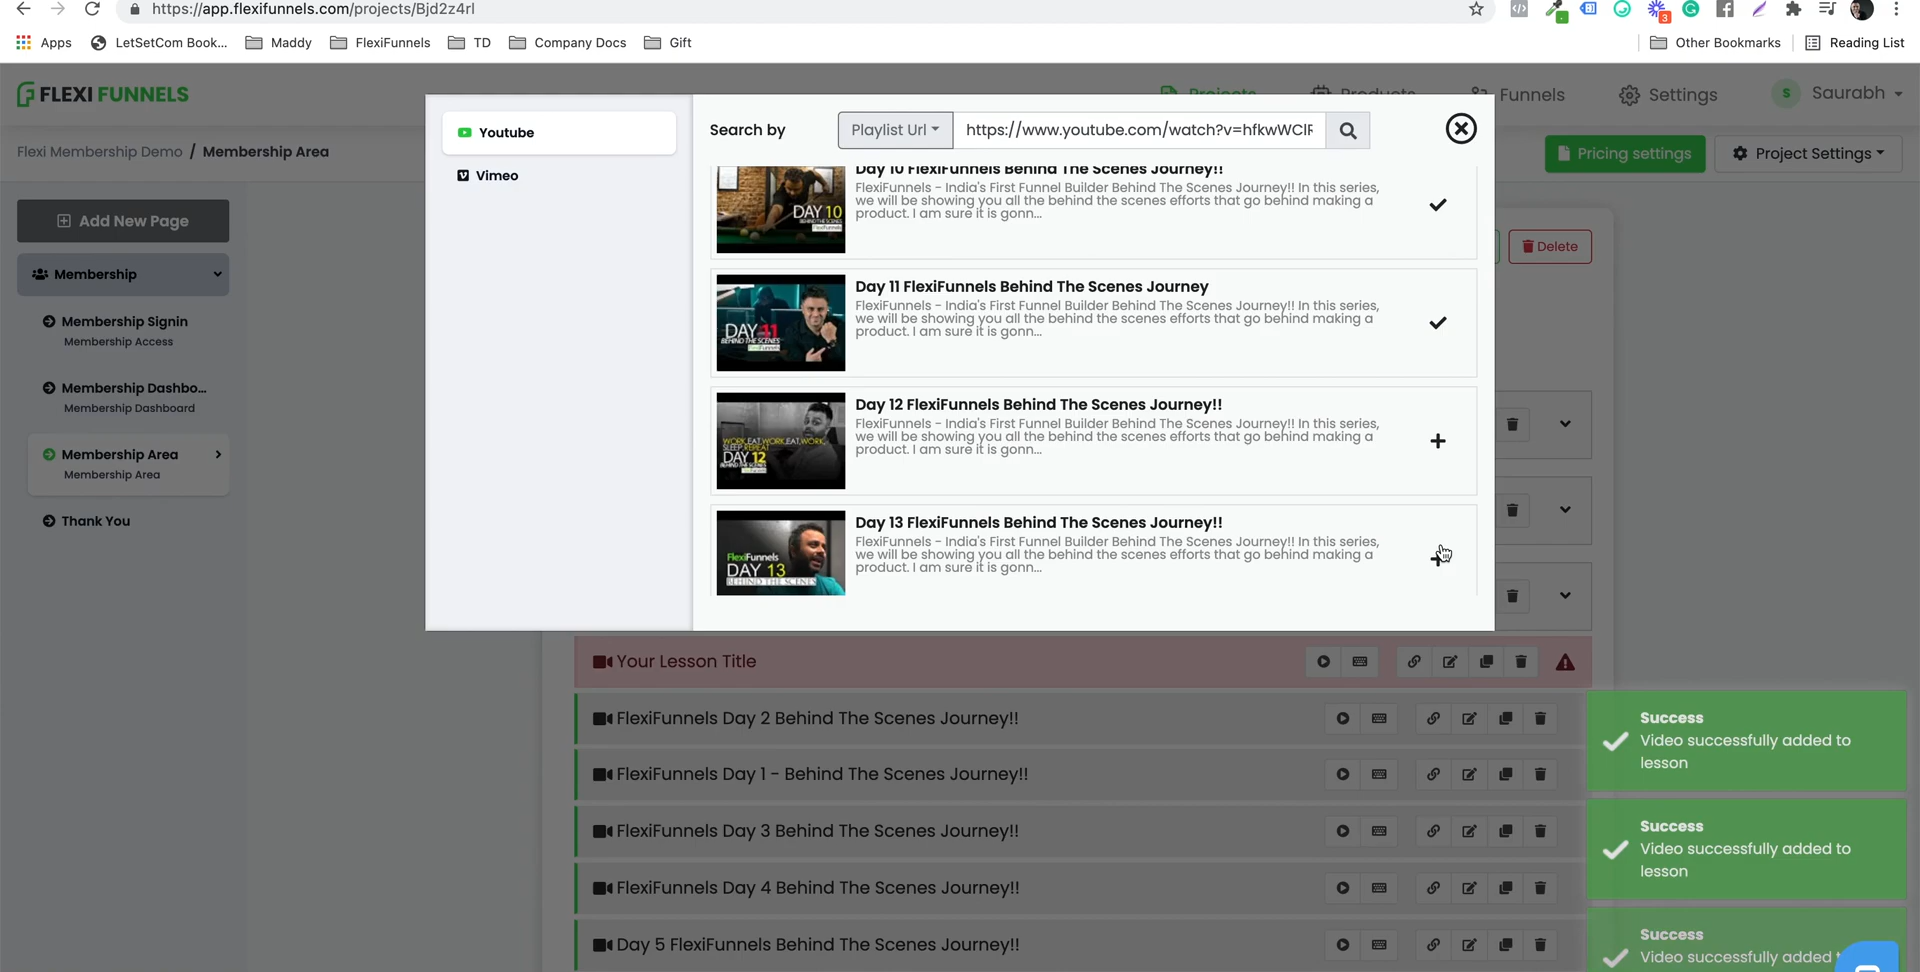 https://app.flexifunnels.com/projects/Bjd2z4rl
3
Apps
LetSetCom Book...
Maddy
FlexiFunnels
TD
Company Docs
Gift
Other Bookmarks
Reading List
FLEXI FUNNELS
Projects
Products
Funnels
Settings
S
Saurabh
Flexi Membership Demo / Membership Area
Pricing settings
Project Settings
Add New Page
Membership
Membership Signin
Membership Access
Membership Dashbo...
Membership Dashboard
Membership Area
Membership Area
Thank You
Youtube
Vimeo
Search by
Playlist Url
https://www.youtube.com/watch?v=hfkwWClF
Day 10 FlexiFunnels Behind The Scenes Journey!!
FlexiFunnels - India's First Funnel Builder Behind The Scenes Journey!! In this series,
we will be showing you all the behind the scenes efforts that go behind making a
product. I am sure it is gonn...
DAY 10
BEHIND THE SCENES
FlexiFunnels
Day 11 FlexiFunnels Behind The Scenes Journey
FlexiFunnels - India's First Funnel Builder Behind The Scenes Journey!! In this series,
we will be showing you all the behind the scenes efforts that go behind making a
product. I am sure it is gonn...
DAY 11
BEHIND THE SCENES
Day 12 FlexiFunnels Behind The Scenes Journey!!
FlexiFunnels - India's First Funnel Builder Behind The Scenes Journey!! In this series,
we will be showing you all the behind the scenes efforts that go behind making a
product. I am sure it is gonn...
WORK,EAT,WORK,EAT,WORK,
SLEEP,REPEAT
DAY 12
BEHIND THE SCENES
Day 13 FlexiFunnels Behind The Scenes Journey!!
FlexiFunnels - India's First Funnel Builder Behind The Scenes Journey!! In this series,
we will be showing you all the behind the scenes efforts that go behind making a
product. I am sure it is gonn...
FlexiFunnels
DAY 13
BEHIND THE SCENES
Delete
Your Lesson Title
FlexiFunnels Day 2 Behind The Scenes Journey!!
FlexiFunnels Day 1 - Behind The Scenes Journey!!
FlexiFunnels Day 3 Behind The Scenes Journey!!
FlexiFunnels Day 4 Behind The Scenes Journey!!
Day 5 FlexiFunnels Behind The Scenes Journey!!
Success
Video successfully added to
lesson
Success
Video successfully added to
lesson
Success
Video successfully added